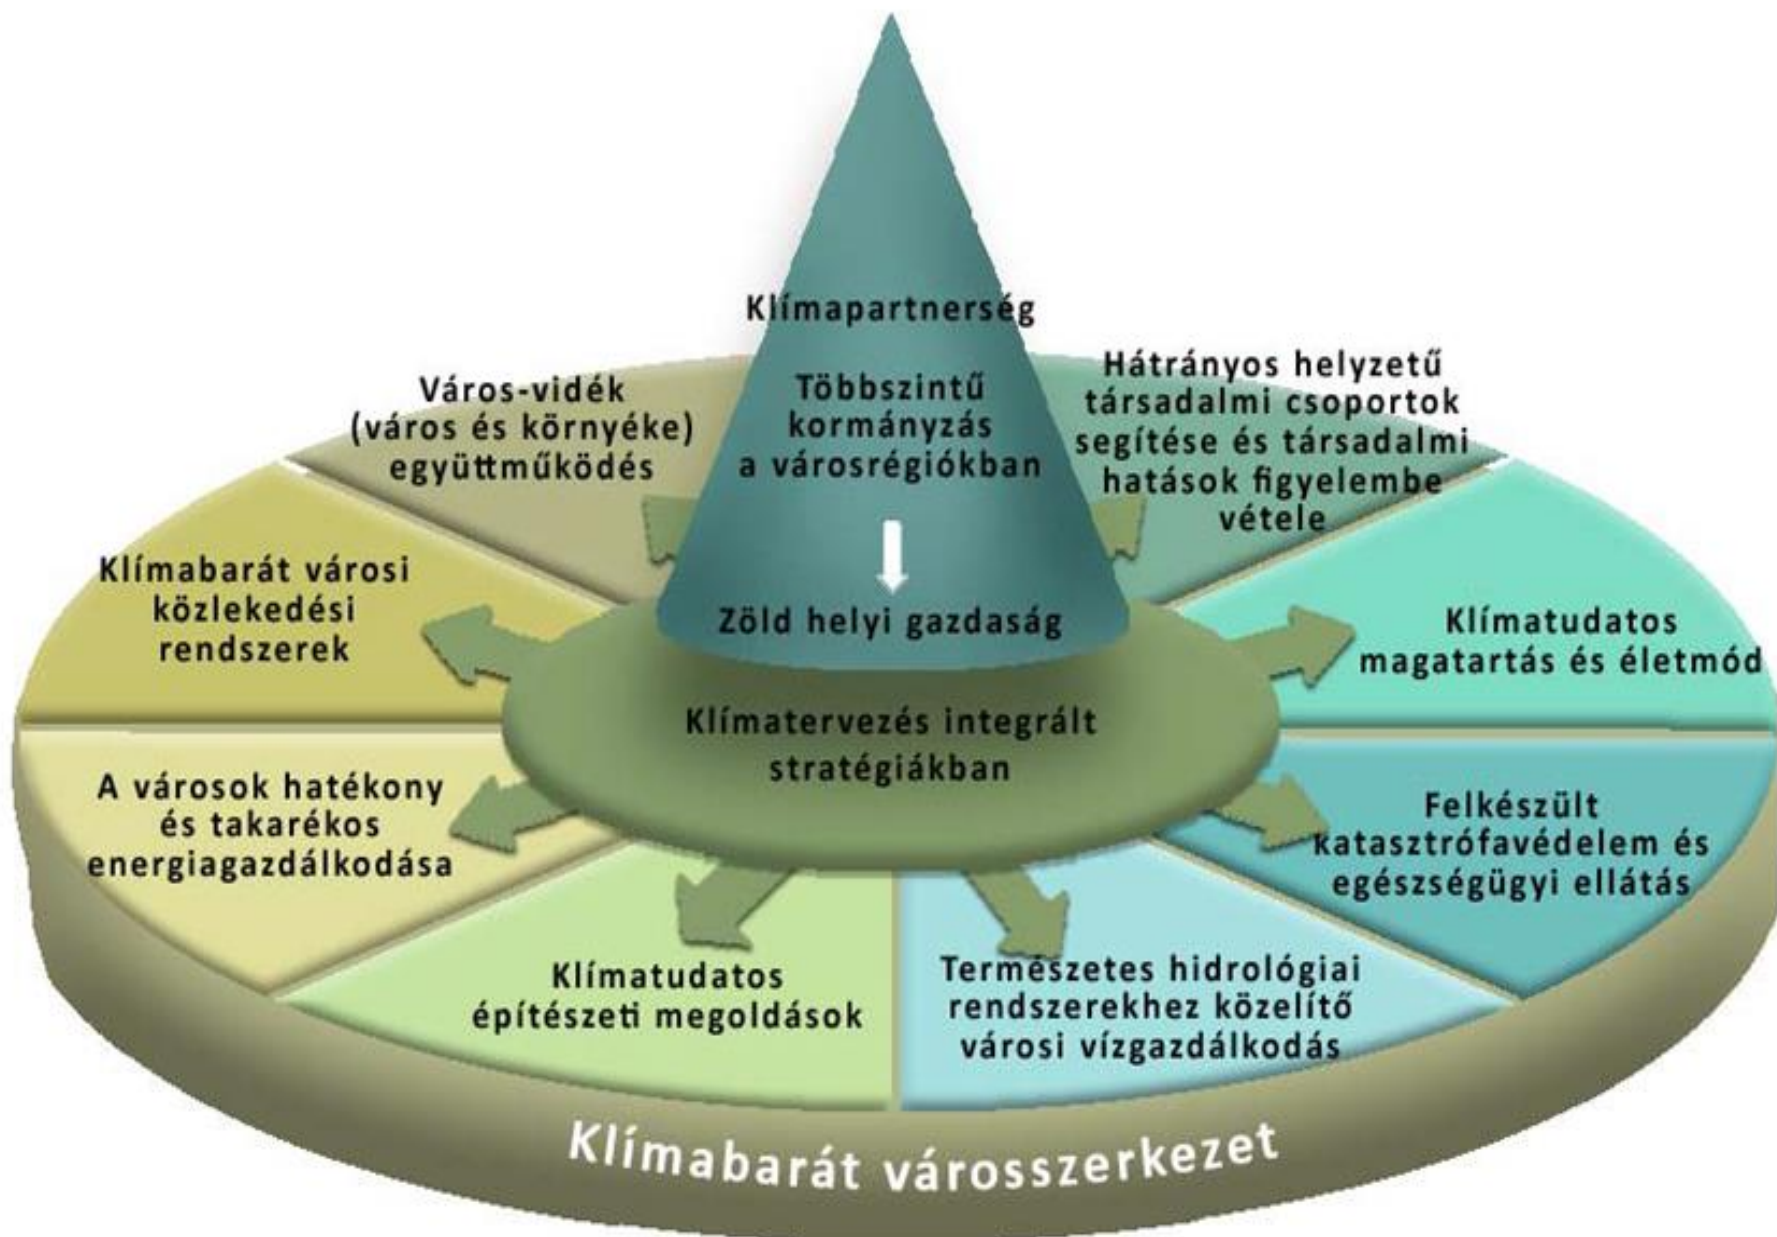 Klímapartnerség
Többszintű
kormányzás
a városrégiókban
Zöld helyi gazdaság
Klímatervezés integrált
stratégiákban
Város-vidék
(város és környéke)
együttműködés
Hátrányos helyzetű
társadalmi csoportok
segítése és társadalmi
hatások figyelembe
vétele
Klímabarát városi
közlekedési
rendszerek
Klímatudatos
magatartás és életmód
A városok hatékony
és takarékos
energiagazdálkodása
Felkészült
katasztrófavédelem és
egészségügyi ellátás
Klímatudatos
építészeti megoldások
Természetes hidrológiai
rendszerekhez közelítő
városi vízgazdálkodás
Klímabarát városszerkezet